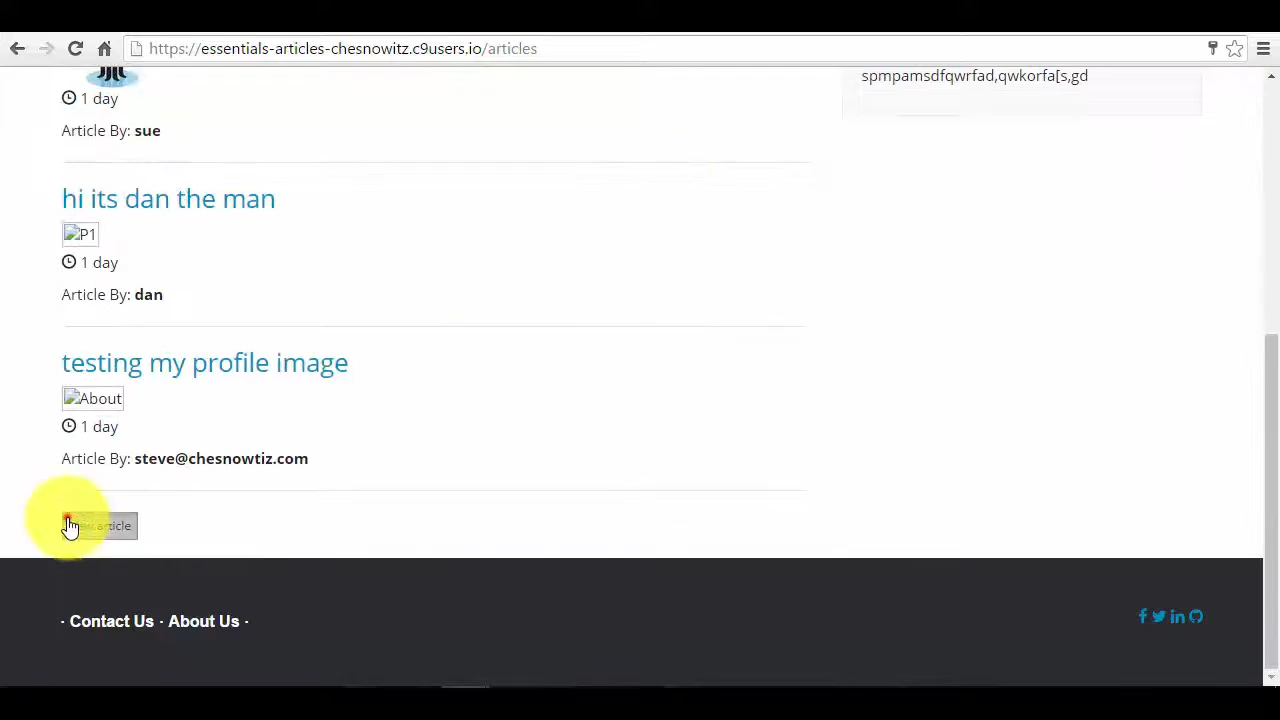 https://essentials-articles-chesnowitz.c9users.io/articles
spmpamsdfqwrfad,qwkorfa[s,gd
1 day
Article By: sue
hi its dan the man
P1
1 day
Article By: dan
testing my profile image
About
1 day
Article By: steve@chesnowtiz.com
article
· Contact Us · About Us ·